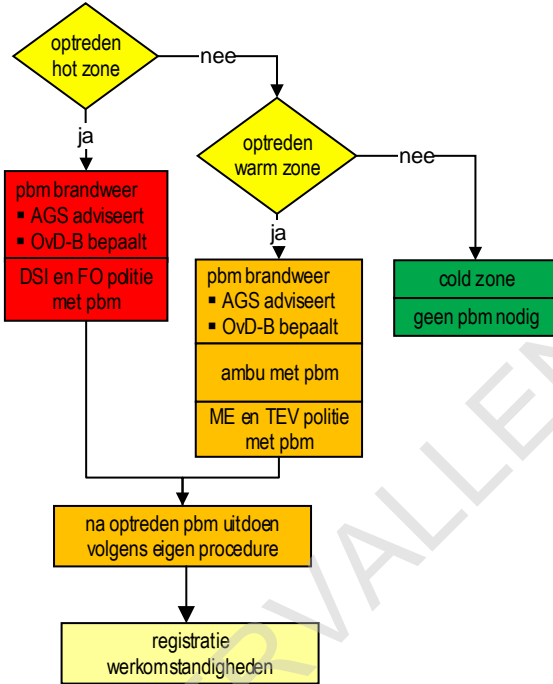 optreden
hot zone
nee
ja
optreden
warm zone
nee
ja
pbm brandweer
▪ AGS adviseert
▪ OvD-B bepaalt
DSI en FO politie
met pbm
pbm brandweer
▪ AGS adviseert
▪ OvD-B bepaalt
ambu met pbm
ME en TEV politie
met pbm
cold zone
geen pbm nodig
na optreden pbm uitdoen
volgens eigen procedure
registratie
werkomstandigheden
ERVALLEN